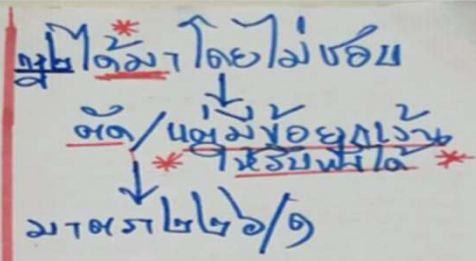 ได้มาโดยไม่ชอบ
ตัด/แต่มีข้อยกเว้น
ให้รับฟังได้
มาตรา๒๒๖/๑